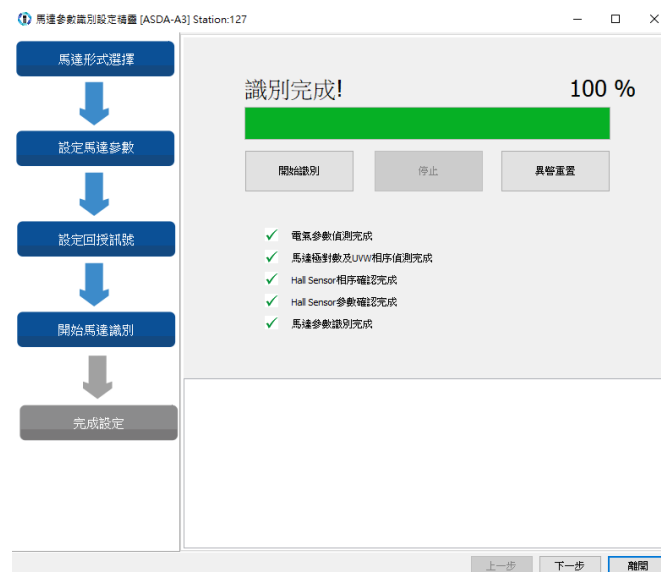 馬達參數識別設定精靈 [ASDA-A3] Station:127
馬達形式選擇
設定馬達參數
設定回授訊號
開始馬達識別
完成設定
識別完成!
100 %
開始識別
停止
異警重置
電氣參數偵測完成
馬達極對數及UVW相序偵測完成
Hall Sensor相序確認完成
Hall Sensor參數確認完成
馬達參數識別完成
上一步
下一步
離開